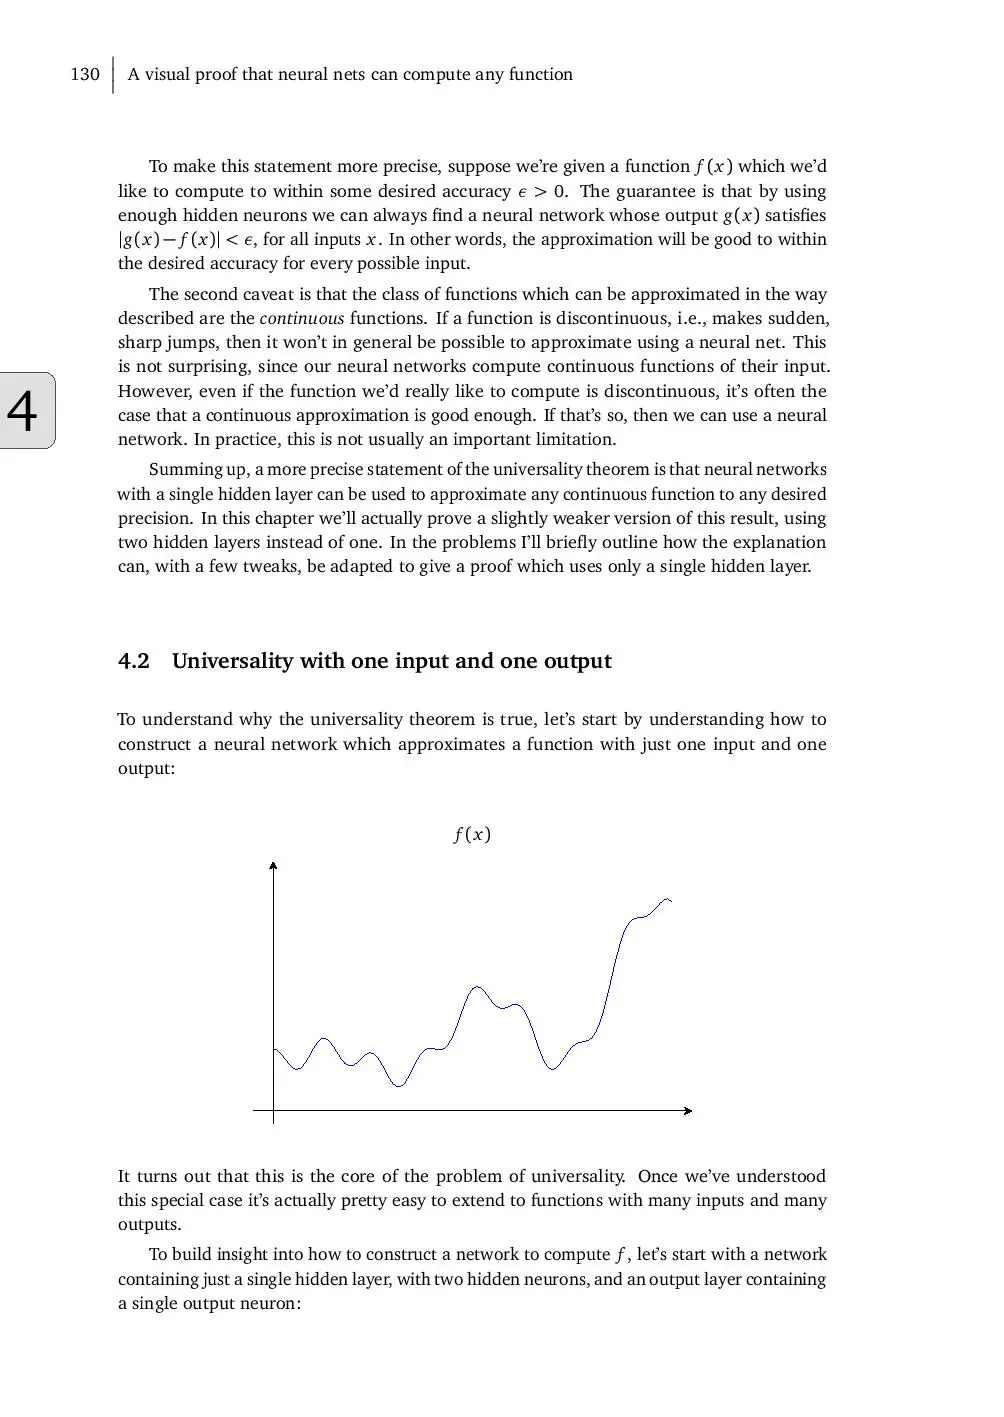 130 A visual proof that neural nets can compute any function
To make this statement more precise, suppose we're given a function f(x) which we'd
like to compute to within some desired accuracy ϵ > 0. The guarantee is that by using
enough hidden neurons we can always find a neural network whose output g(x) satisfies
|g(x)−f(x)| < ϵ, for all inputs x. In other words, the approximation will be good to within
the desired accuracy for every possible input.
The second caveat is that the class of functions which can be approximated in the way
described are the continuous functions. If a function is discontinuous, i.e., makes sudden,
sharp jumps, then it won't in general be possible to approximate using a neural net. This
is not surprising, since our neural networks compute continuous functions of their input.
However, even if the function we'd really like to compute is discontinuous, it's often the
case that a continuous approximation is good enough. If that's so, then we can use a neural
network. In practice, this is not usually an important limitation.
4
Summing up, a more precise statement of the universality theorem is that neural networks
with a single hidden layer can be used to approximate any continuous function to any desired
precision. In this chapter we'll actually prove a slightly weaker version of this result, using
two hidden layers instead of one. In the problems I'll briefly outline how the explanation
can, with a few tweaks, be adapted to give a proof which uses only a single hidden layer.
4.2 Universality with one input and one output
To understand why the universality theorem is true, let's start by understanding how to
construct a neural network which approximates a function with just one input and one
output:
f(x)
It turns out that this is the core of the problem of universality. Once we've understood
this special case it's actually pretty easy to extend to functions with many inputs and many
outputs.
To build insight into how to construct a network to compute f, let's start with a network
containing just a single hidden layer, with two hidden neurons, and an output layer containing
a single output neuron: